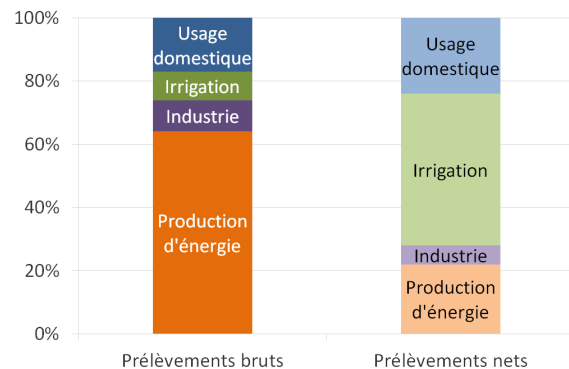 100%
80%
60%
40%
20%
0%
Usage
domestique
Irrigation
Industrie
Production
d'énergie
Usage
domestique
Irrigation
Industrie
Production
d'énergie
Prélèvements bruts
Prélèvements nets